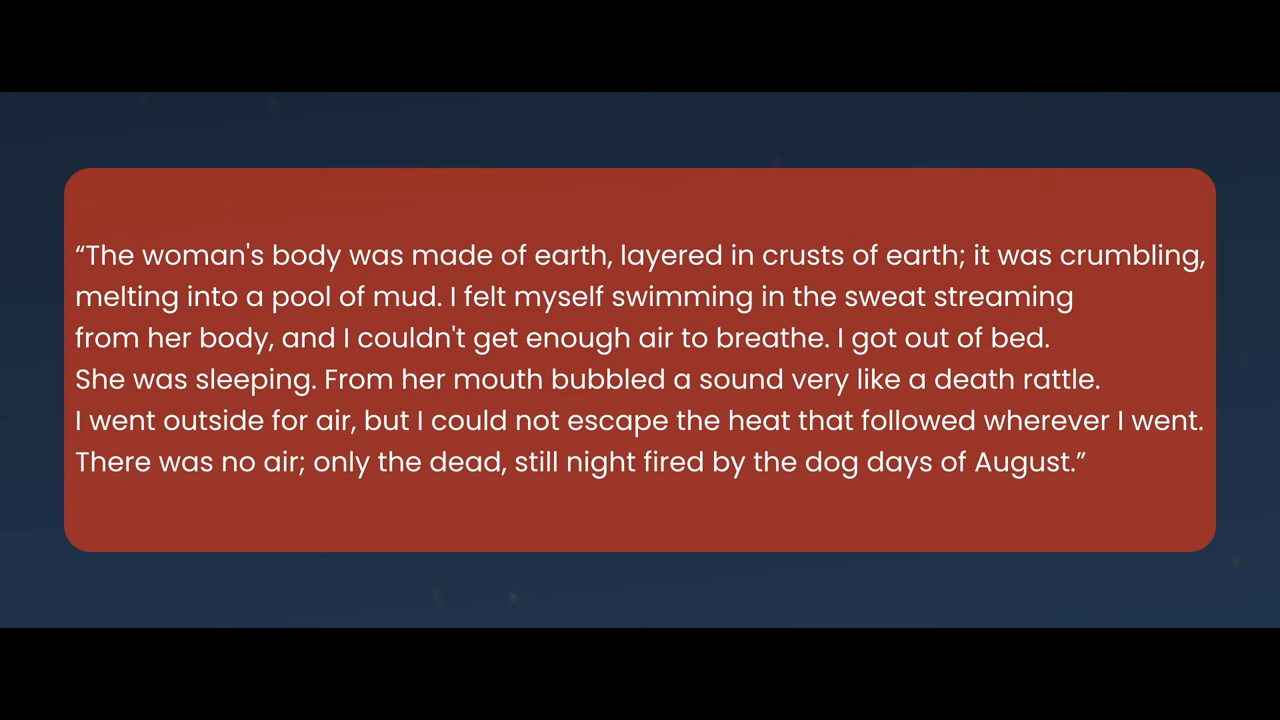 “The woman's body was made of earth, layered in crusts of earth; it was crumbling,
melting into a pool of mud. I felt myself swimming in the sweat streaming
from her body, and I couldn't get enough air to breathe. I got out of bed.
She was sleeping. From her mouth bubbled a sound very like a death rattle.
I went outside for air, but I could not escape the heat that followed wherever I went.
There was no air; only the dead, still night fired by the dog days of August.”